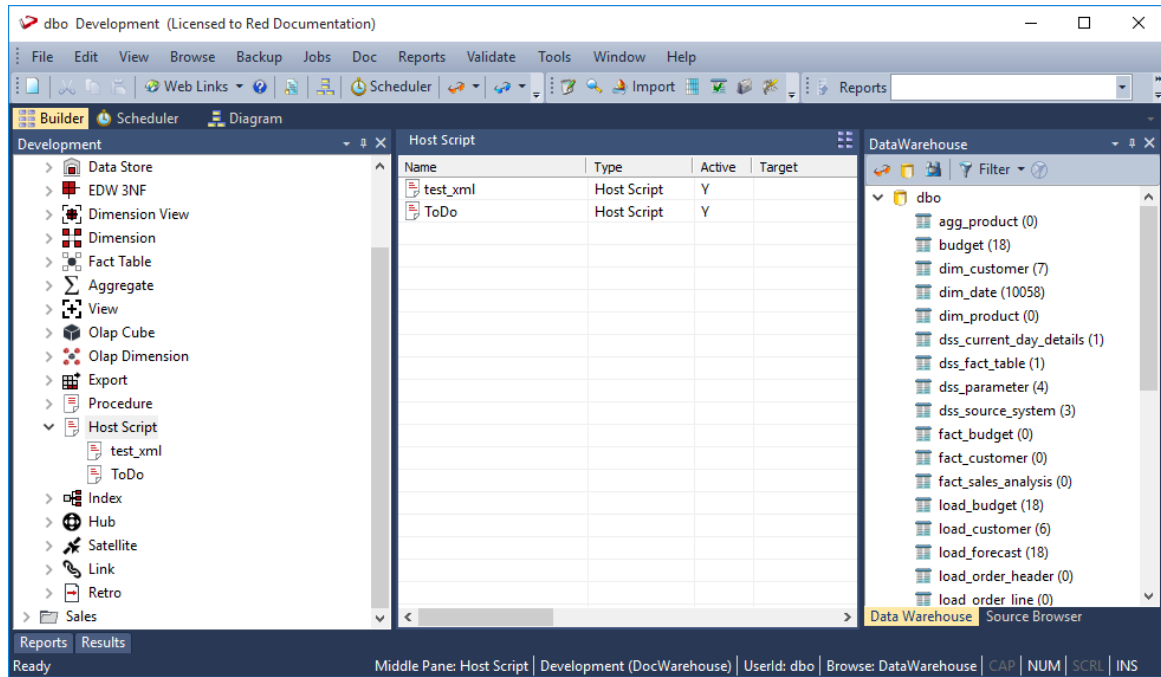 dbo Development (Licensed to Red Documentation)
File Edit View Browse Backup Jobs Doc Reports Validate Tools Window Help
Web Links Scheduler Import Reports
Builder Scheduler Diagram
Development
Data Store
EDW 3NF
Dimension View
Dimension
Fact Table
Aggregate
View
Olap Cube
Olap Dimension
Export
Procedure
Host Script
test_xml
ToDo
Index
Hub
Satellite
Link
Retro
Sales
Host Script
Name Type Active Target
test_xml Host Script Y
ToDo Host Script Y
DataWarehouse
Filter
dbo
agg_product (0)
budget (18)
dim_customer (7)
dim_date (10058)
dim_product (0)
dss_current_day_details (1)
dss_fact_table (1)
dss_parameter (4)
dss_source_system (3)
fact_budget (0)
fact_customer (0)
fact_sales_analysis (0)
load_budget (18)
load_customer (6)
load_forecast (18)
load_order_header (0)
load_order_line (0)
Data Warehouse Source Browser
Reports Results
Ready Middle Pane: Host Script Development (DocWarehouse) UserId: dbo Browse: DataWarehouse CAP NUM SCRL INS